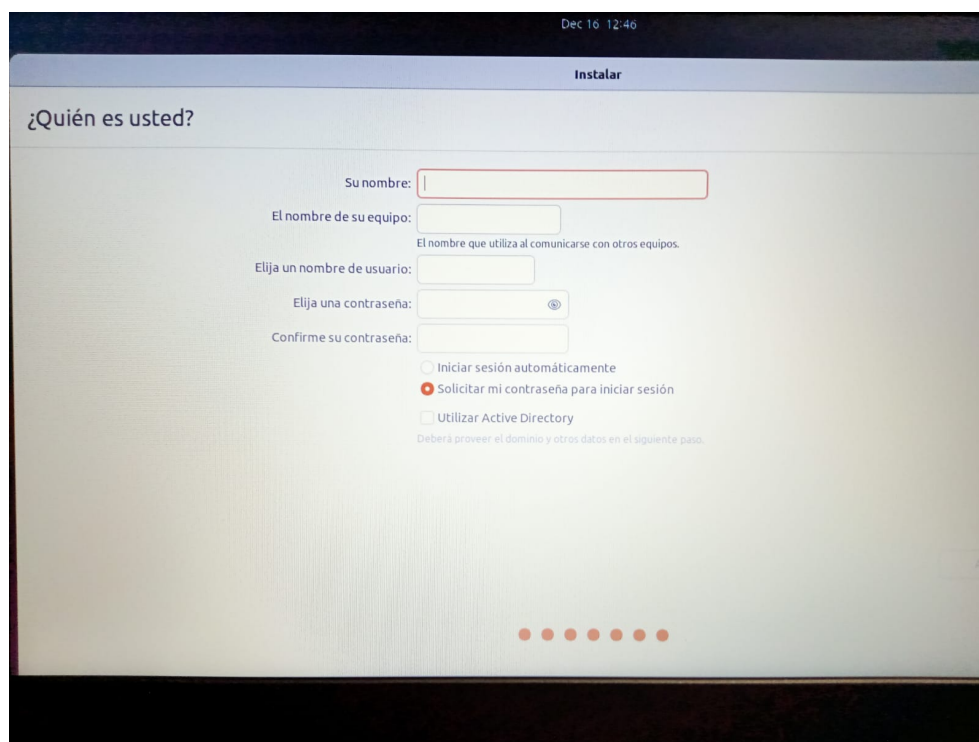 Dec 16 12:46
Instalar
¿Quién es usted?
Su nombre:
El nombre de su equipo:
El nombre que utiliza al comunicarse con otros equipos.
Elija un nombre de usuario:
Elija una contraseña:
Confirme su contraseña:
Iniciar sesión automáticamente
Solicitar mi contraseña para iniciar sesión
Utilizar Active Directory
Deberá proveer el dominio y otros datos en el siguiente paso.